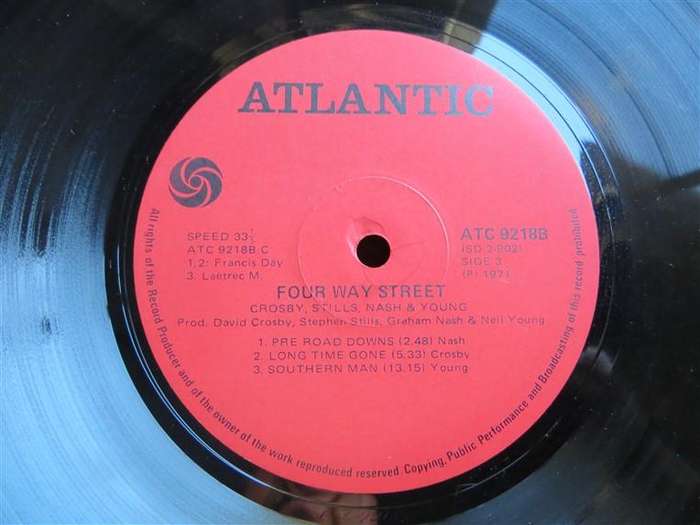 ATLANTIC
SPEED 33⅓
ATC 9218B C
1,2: Francis Day
3. Laetrec M.
ATC 9218B
(SD 2-902)
SIDE 3
(P) 1971
FOUR WAY STREET
CROSBY, STILLS, NASH & YOUNG
Prod. David Crosby, Stephen Stills, Graham Nash & Neil Young
1. PRE ROAD DOWNS (2.48) Nash
2. LONG TIME GONE (5.33) Crosby
3. SOUTHERN MAN (13.15) Young
All rights of the Record Producer and of the owner of the work reproduced reserved. Copying, Public Performance and Broadcasting of this record prohibited